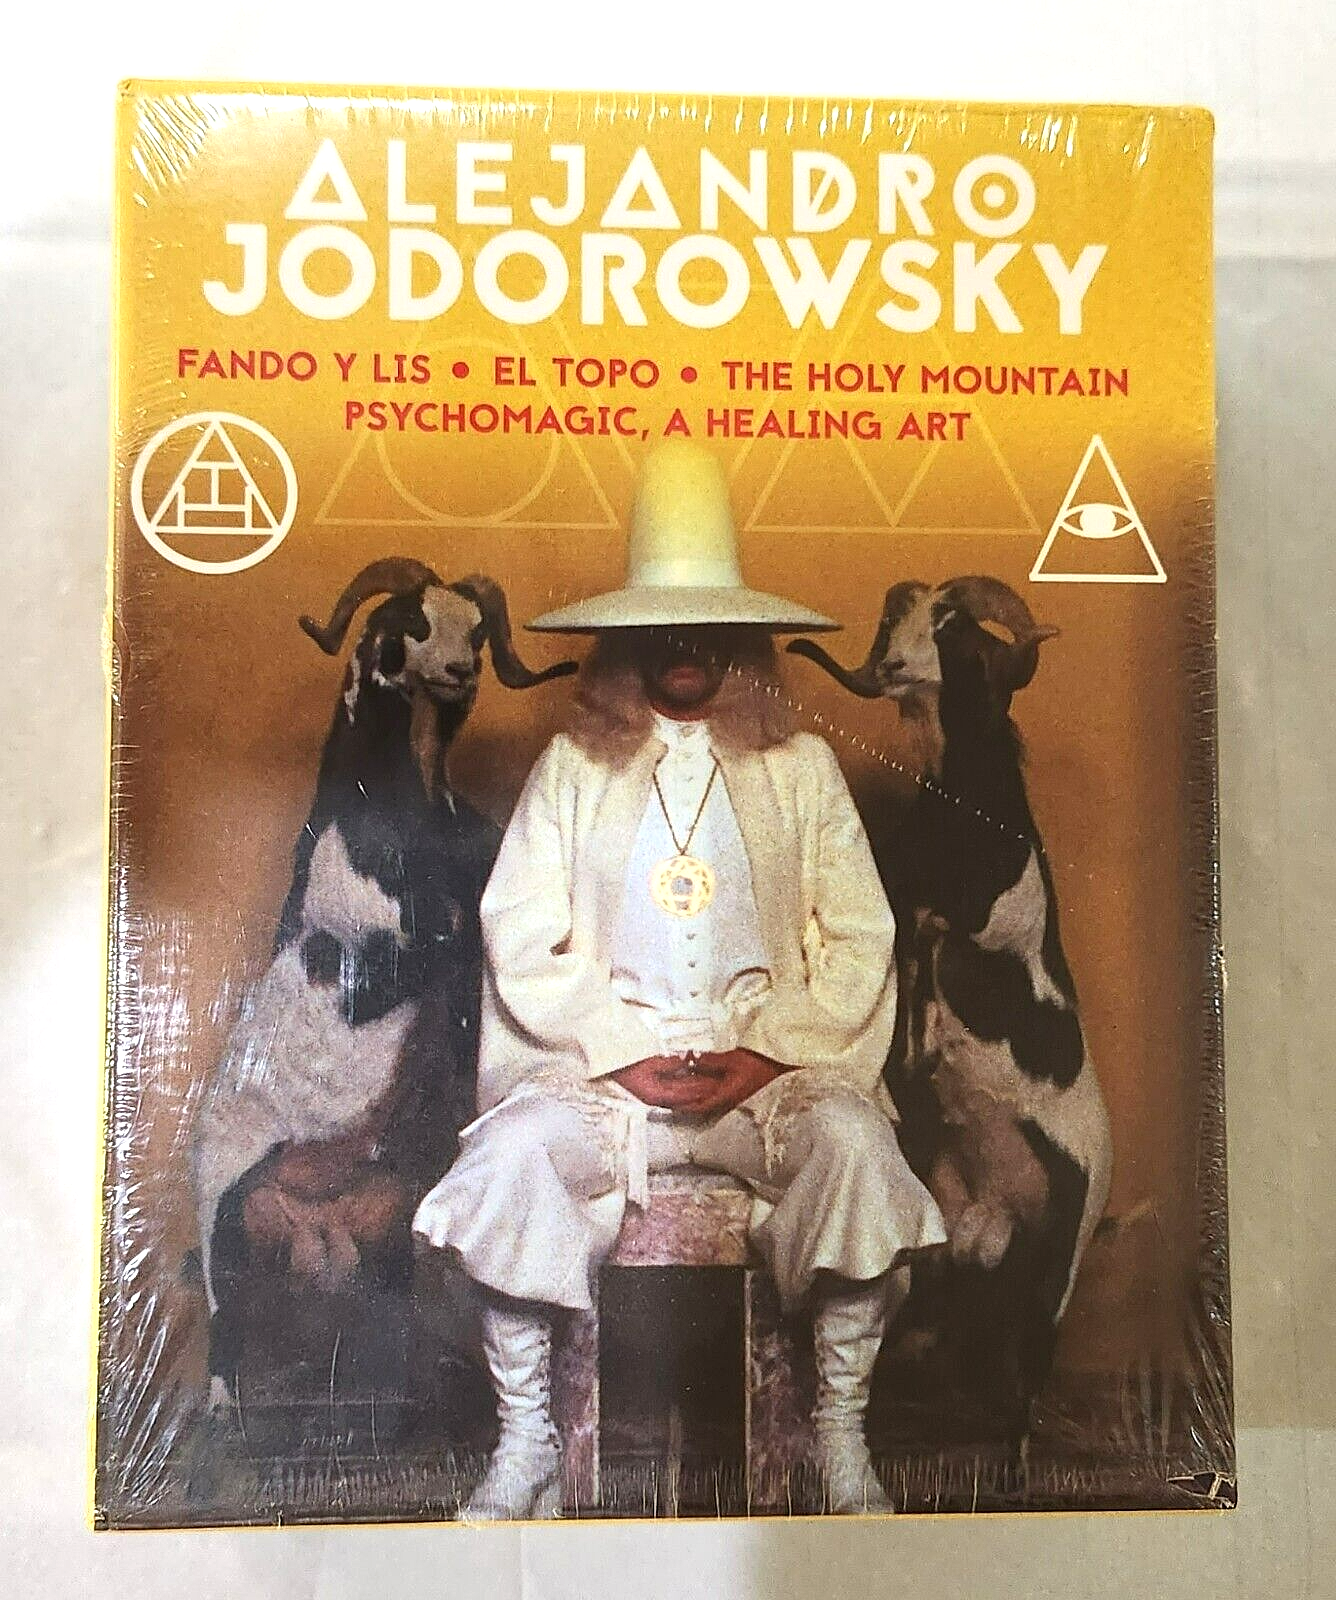 ALEJANDRO
JODOROWSKY
FANDO Y LIS • EL TOPO • THE HOLY MOUNTAIN
PSYCHOMAGIC, A HEALING ART